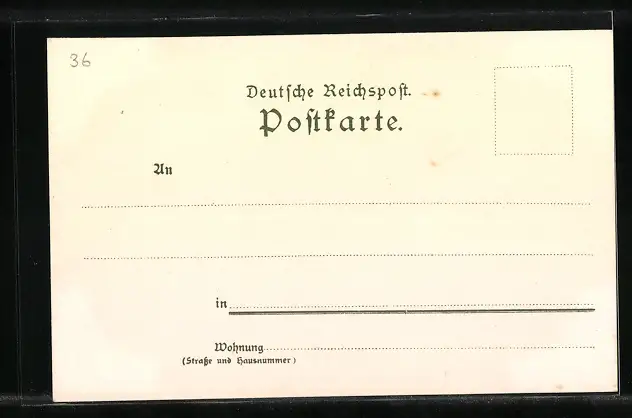 36
Deutſche Reichspoſt.
Poſtkarte.
An
in
Wohnung
(Straße und Hausnummer)